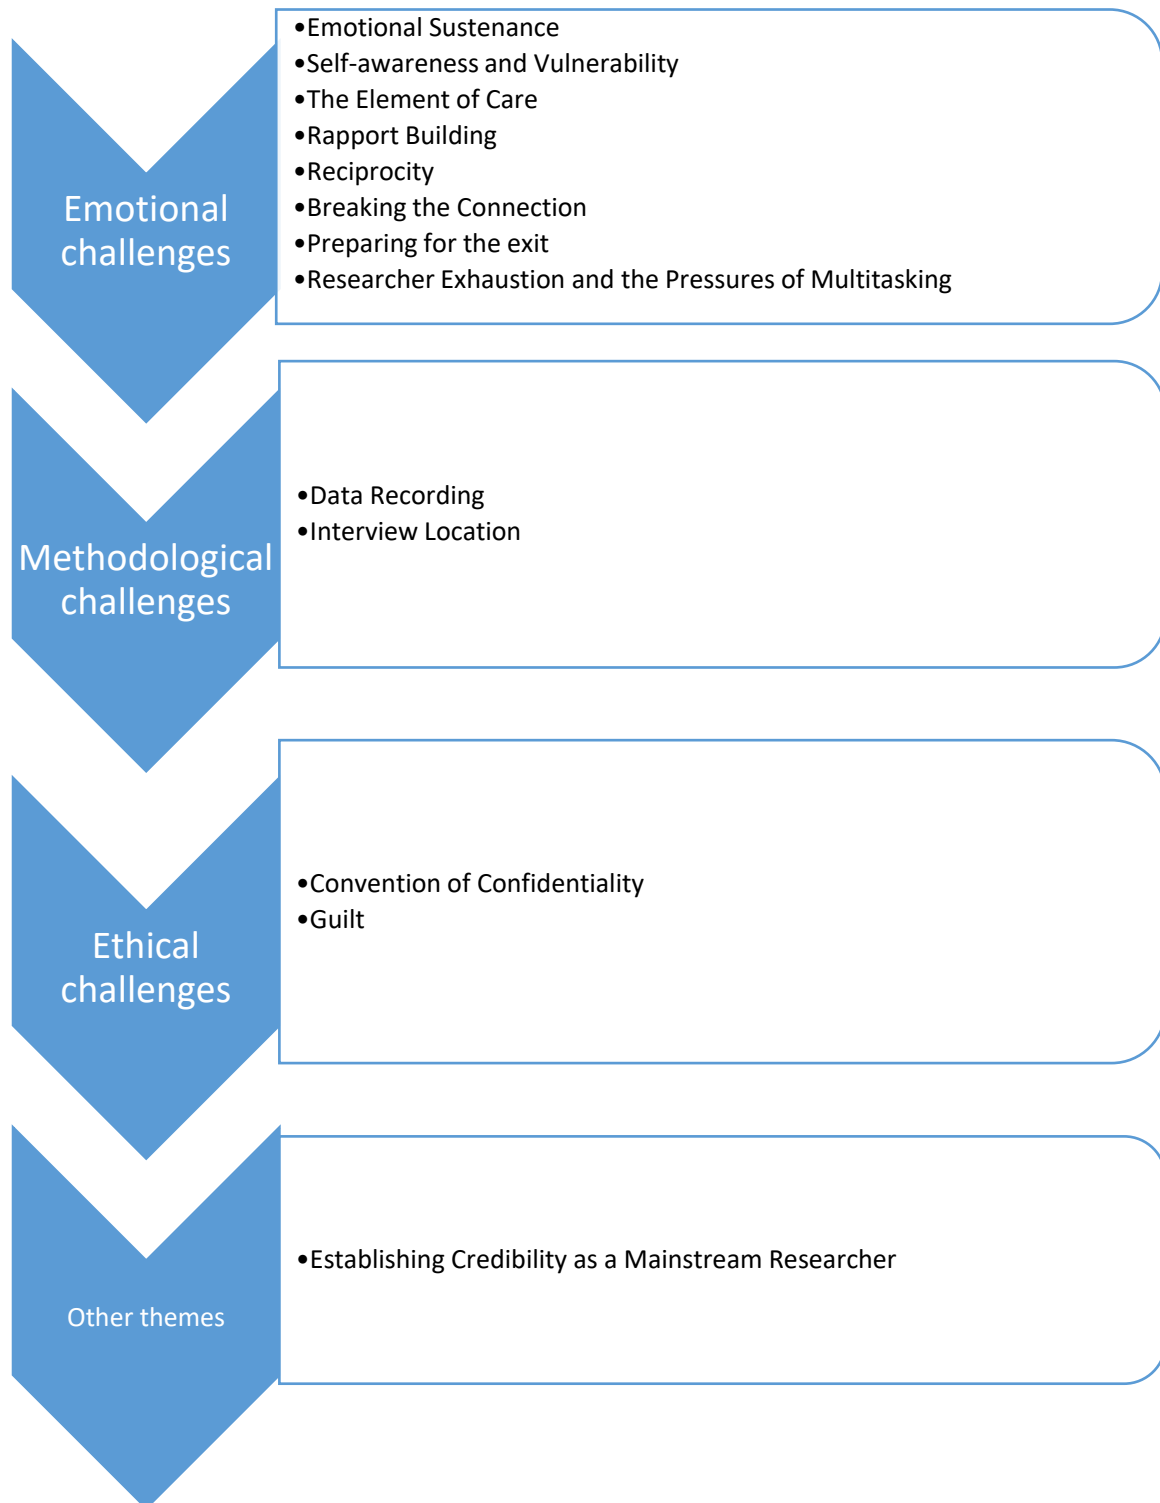 Emotional
challenges
•Emotional Sustenance
•Self-awareness and Vulnerability
•The Element of Care
•Rapport Building
•Reciprocity
•Breaking the Connection
•Preparing for the exit
•Researcher Exhaustion and the Pressures of Multitasking
Methodological
challenges
•Data Recording
•Interview Location
Ethical
challenges
•Convention of Confidentiality
•Guilt
Other themes
•Establishing Credibility as a Mainstream Researcher